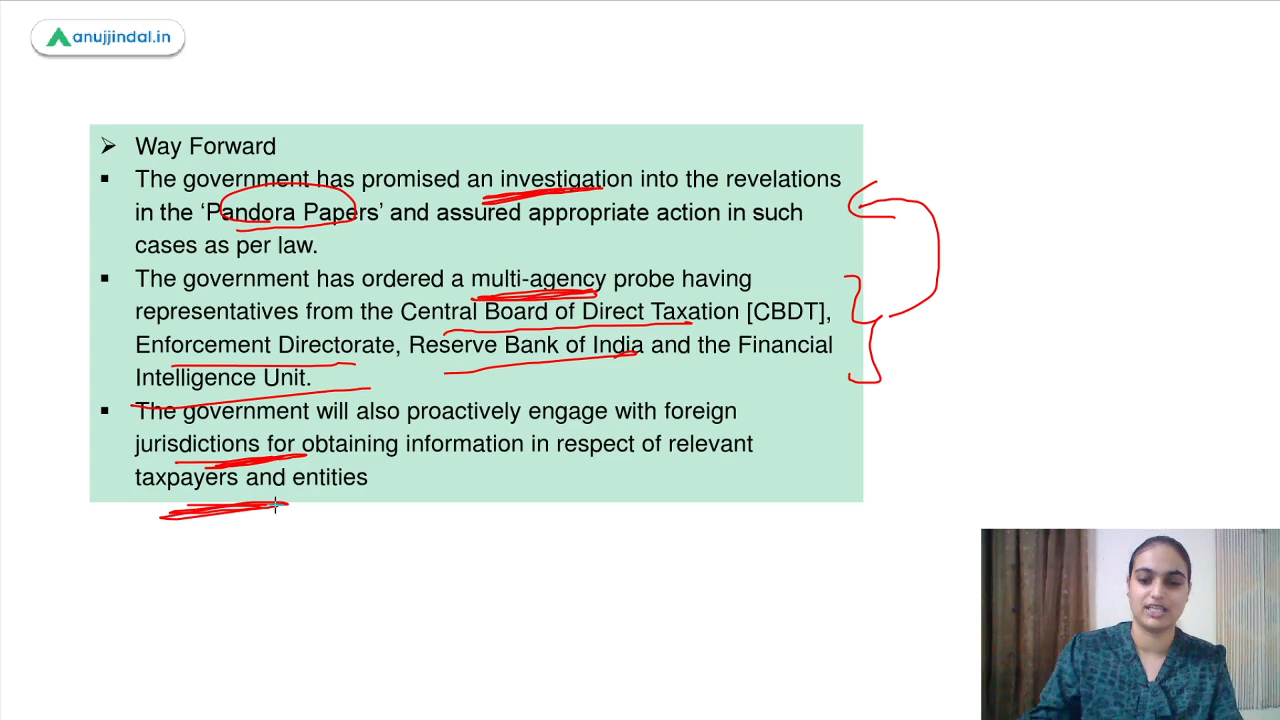 anujjindal.in
➢ Way Forward
▪ The government has promised an investigation into the revelations
in the ‘Pandora Papers’ and assured appropriate action in such
cases as per law.
▪ The government has ordered a multi-agency probe having
representatives from the Central Board of Direct Taxation [CBDT],
Enforcement Directorate, Reserve Bank of India and the Financial
Intelligence Unit.
▪ The government will also proactively engage with foreign
jurisdictions for obtaining information in respect of relevant
taxpayers and entities